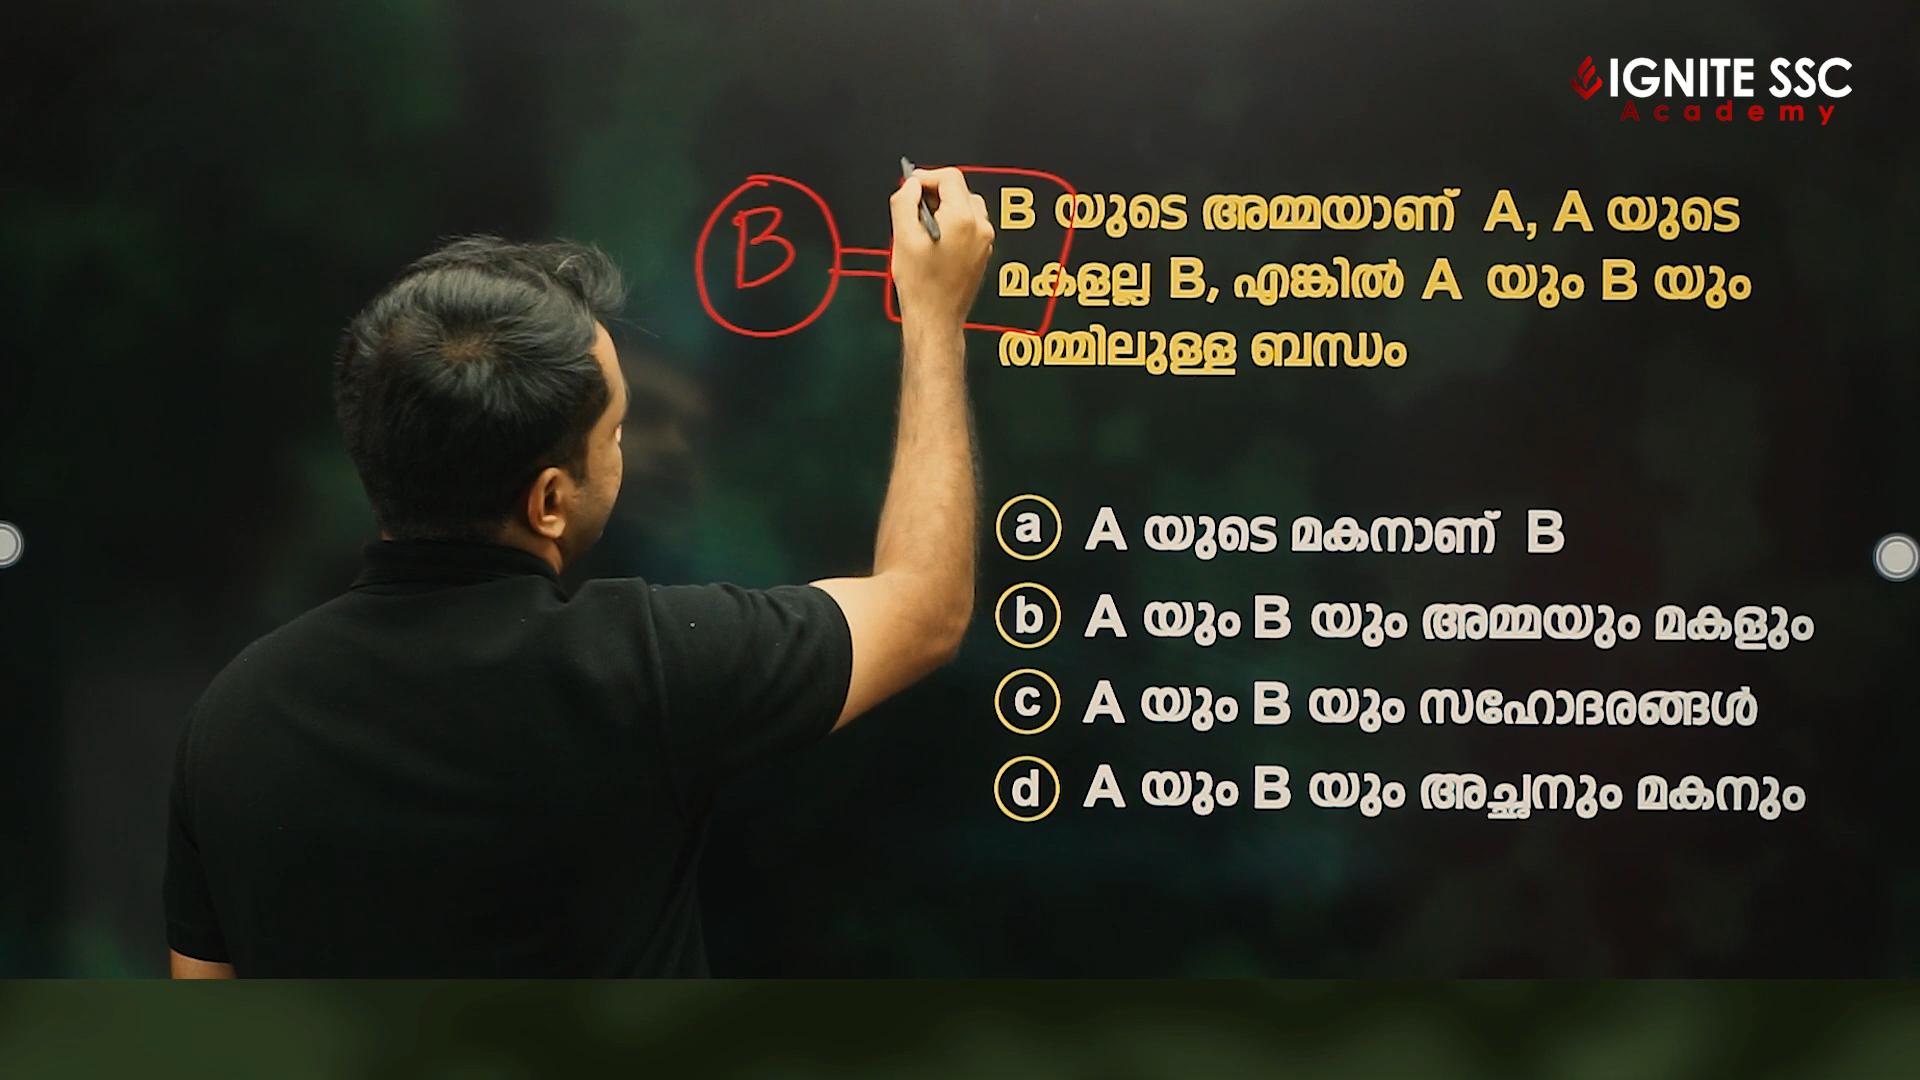 IGNITE SSC
Academy
B
B യുടെ അമ്മയാണ് A, A യുടെ
മകളല്ല B, എങ്കിൽ A യും B യും
തമ്മിലുള്ള ബന്ധം
a A യുടെ മകനാണ് B
b A യും B യും അമ്മയും മകളും
c A യും B യും സഹോദരങ്ങൾ
d A യും B യും അച്ഛനും മകനും